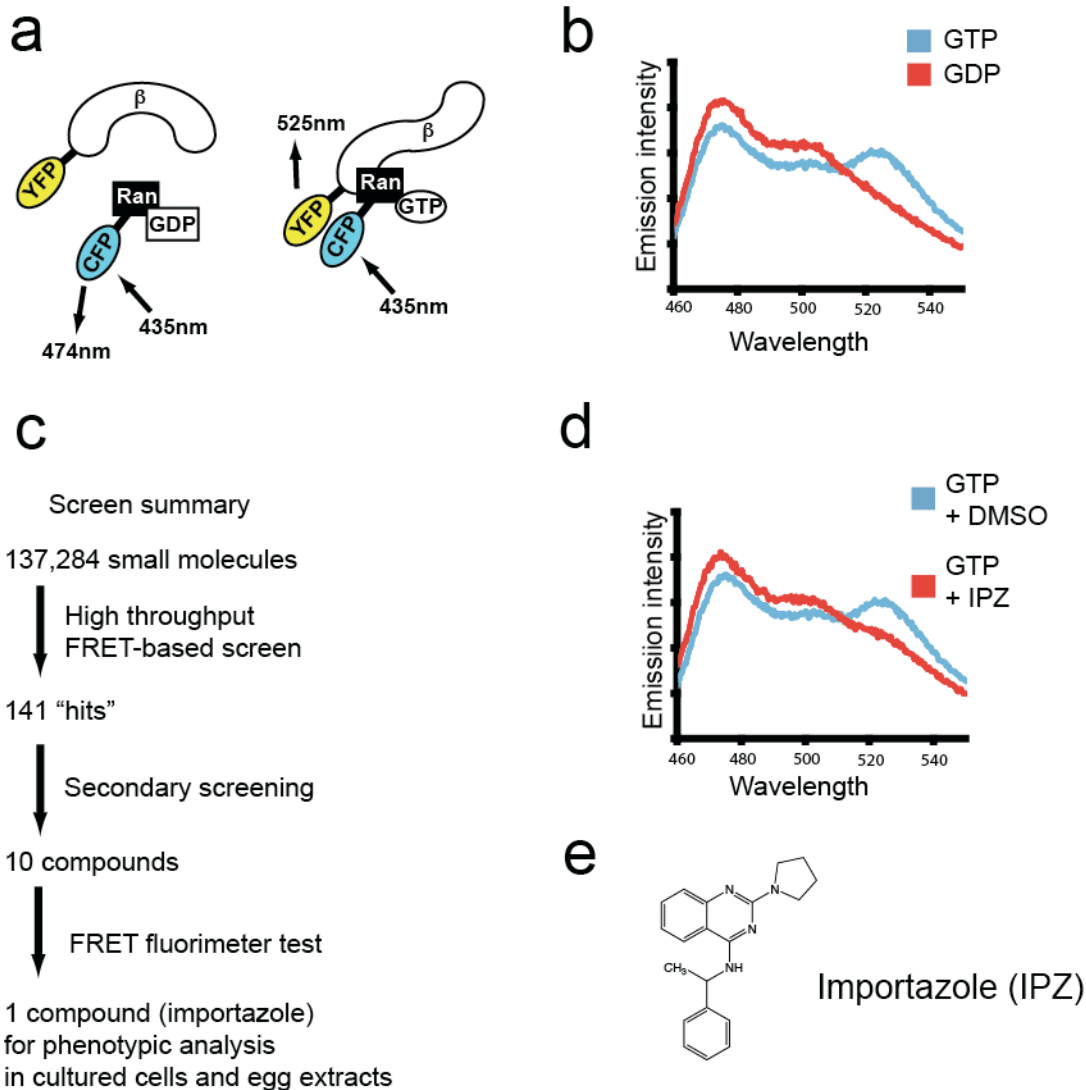 a
β
YFP
Ran
GDP
CFP
474nm
435nm
525nm
β
Ran
GTP
YFP
CFP
435nm
b
GTP
GDP
Emission intensity
460 480 500 520 540
Wavelength
c
Screen summary
137,284 small molecules
High throughput
FRET-based screen
141 “hits”
Secondary screening
10 compounds
FRET fluorimeter test
1 compound (importazole)
for phenotypic analysis
in cultured cells and egg extracts
d
GTP
+ DMSO
GTP
+ IPZ
Emissiion intensity
460 480 500 520 540
Wavelength
e
N
N
N
CH₃
NH
Importazole (IPZ)